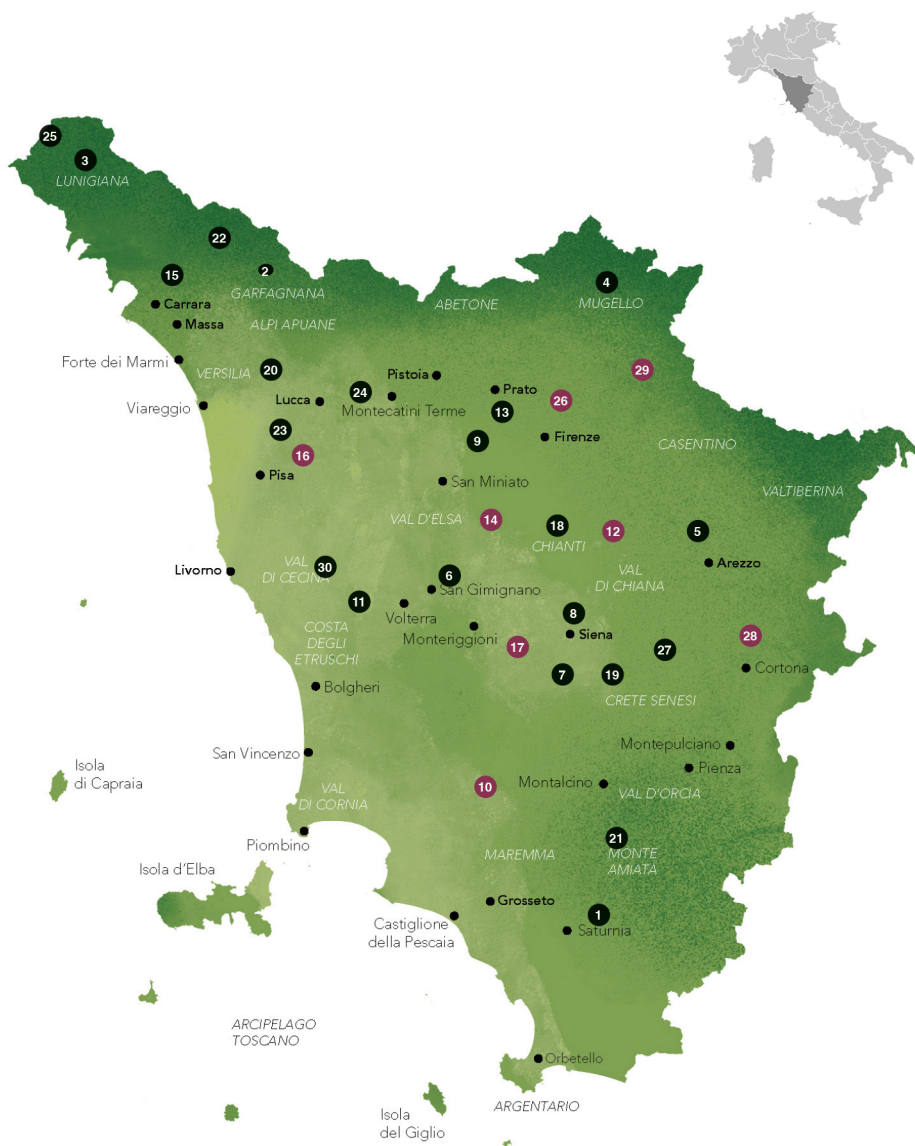 25
3
LUNIGIANA
22
2
15
GARFAGNANA
4
MUGELLO
Carrara
ABETONE
Massa
ALPI APUANE
Forte dei Marmi
VERSILIA
20
29
Pistoia
24
Prato
Viareggio
Lucca
Montecatini Terme
26
13
23
9
Firenze
CASENTINO
16
Pisa
San Miniato
VALTIBERINA
VAL D'ELSA
14
18
CHIANTI
12
5
Livorno
VAL
DI CECINA
30
6
San Gimignano
VAL
DI CHIANA
Arezzo
11
Volterra
8
COSTA
DEGLI
ETRUSCHI
Monteriggioni
Siena
28
17
27
Cortona
7
19
Bolgheri
CRETE SENESI
San Vincenzo
Montepulciano
Isola
di Capraia
Pienza
10
Montalcino
VAL D'ORCIA
VAL
DI CORNIA
Piombino
21
MAREMMA
MONTE
AMIATA
Isola d'Elba
Grosseto
1
Castiglione
della Pescaia
Saturnia
ARCIPELAGO
TOSCANO
Orbetello
ARGENTARIO
Isola
del Giglio